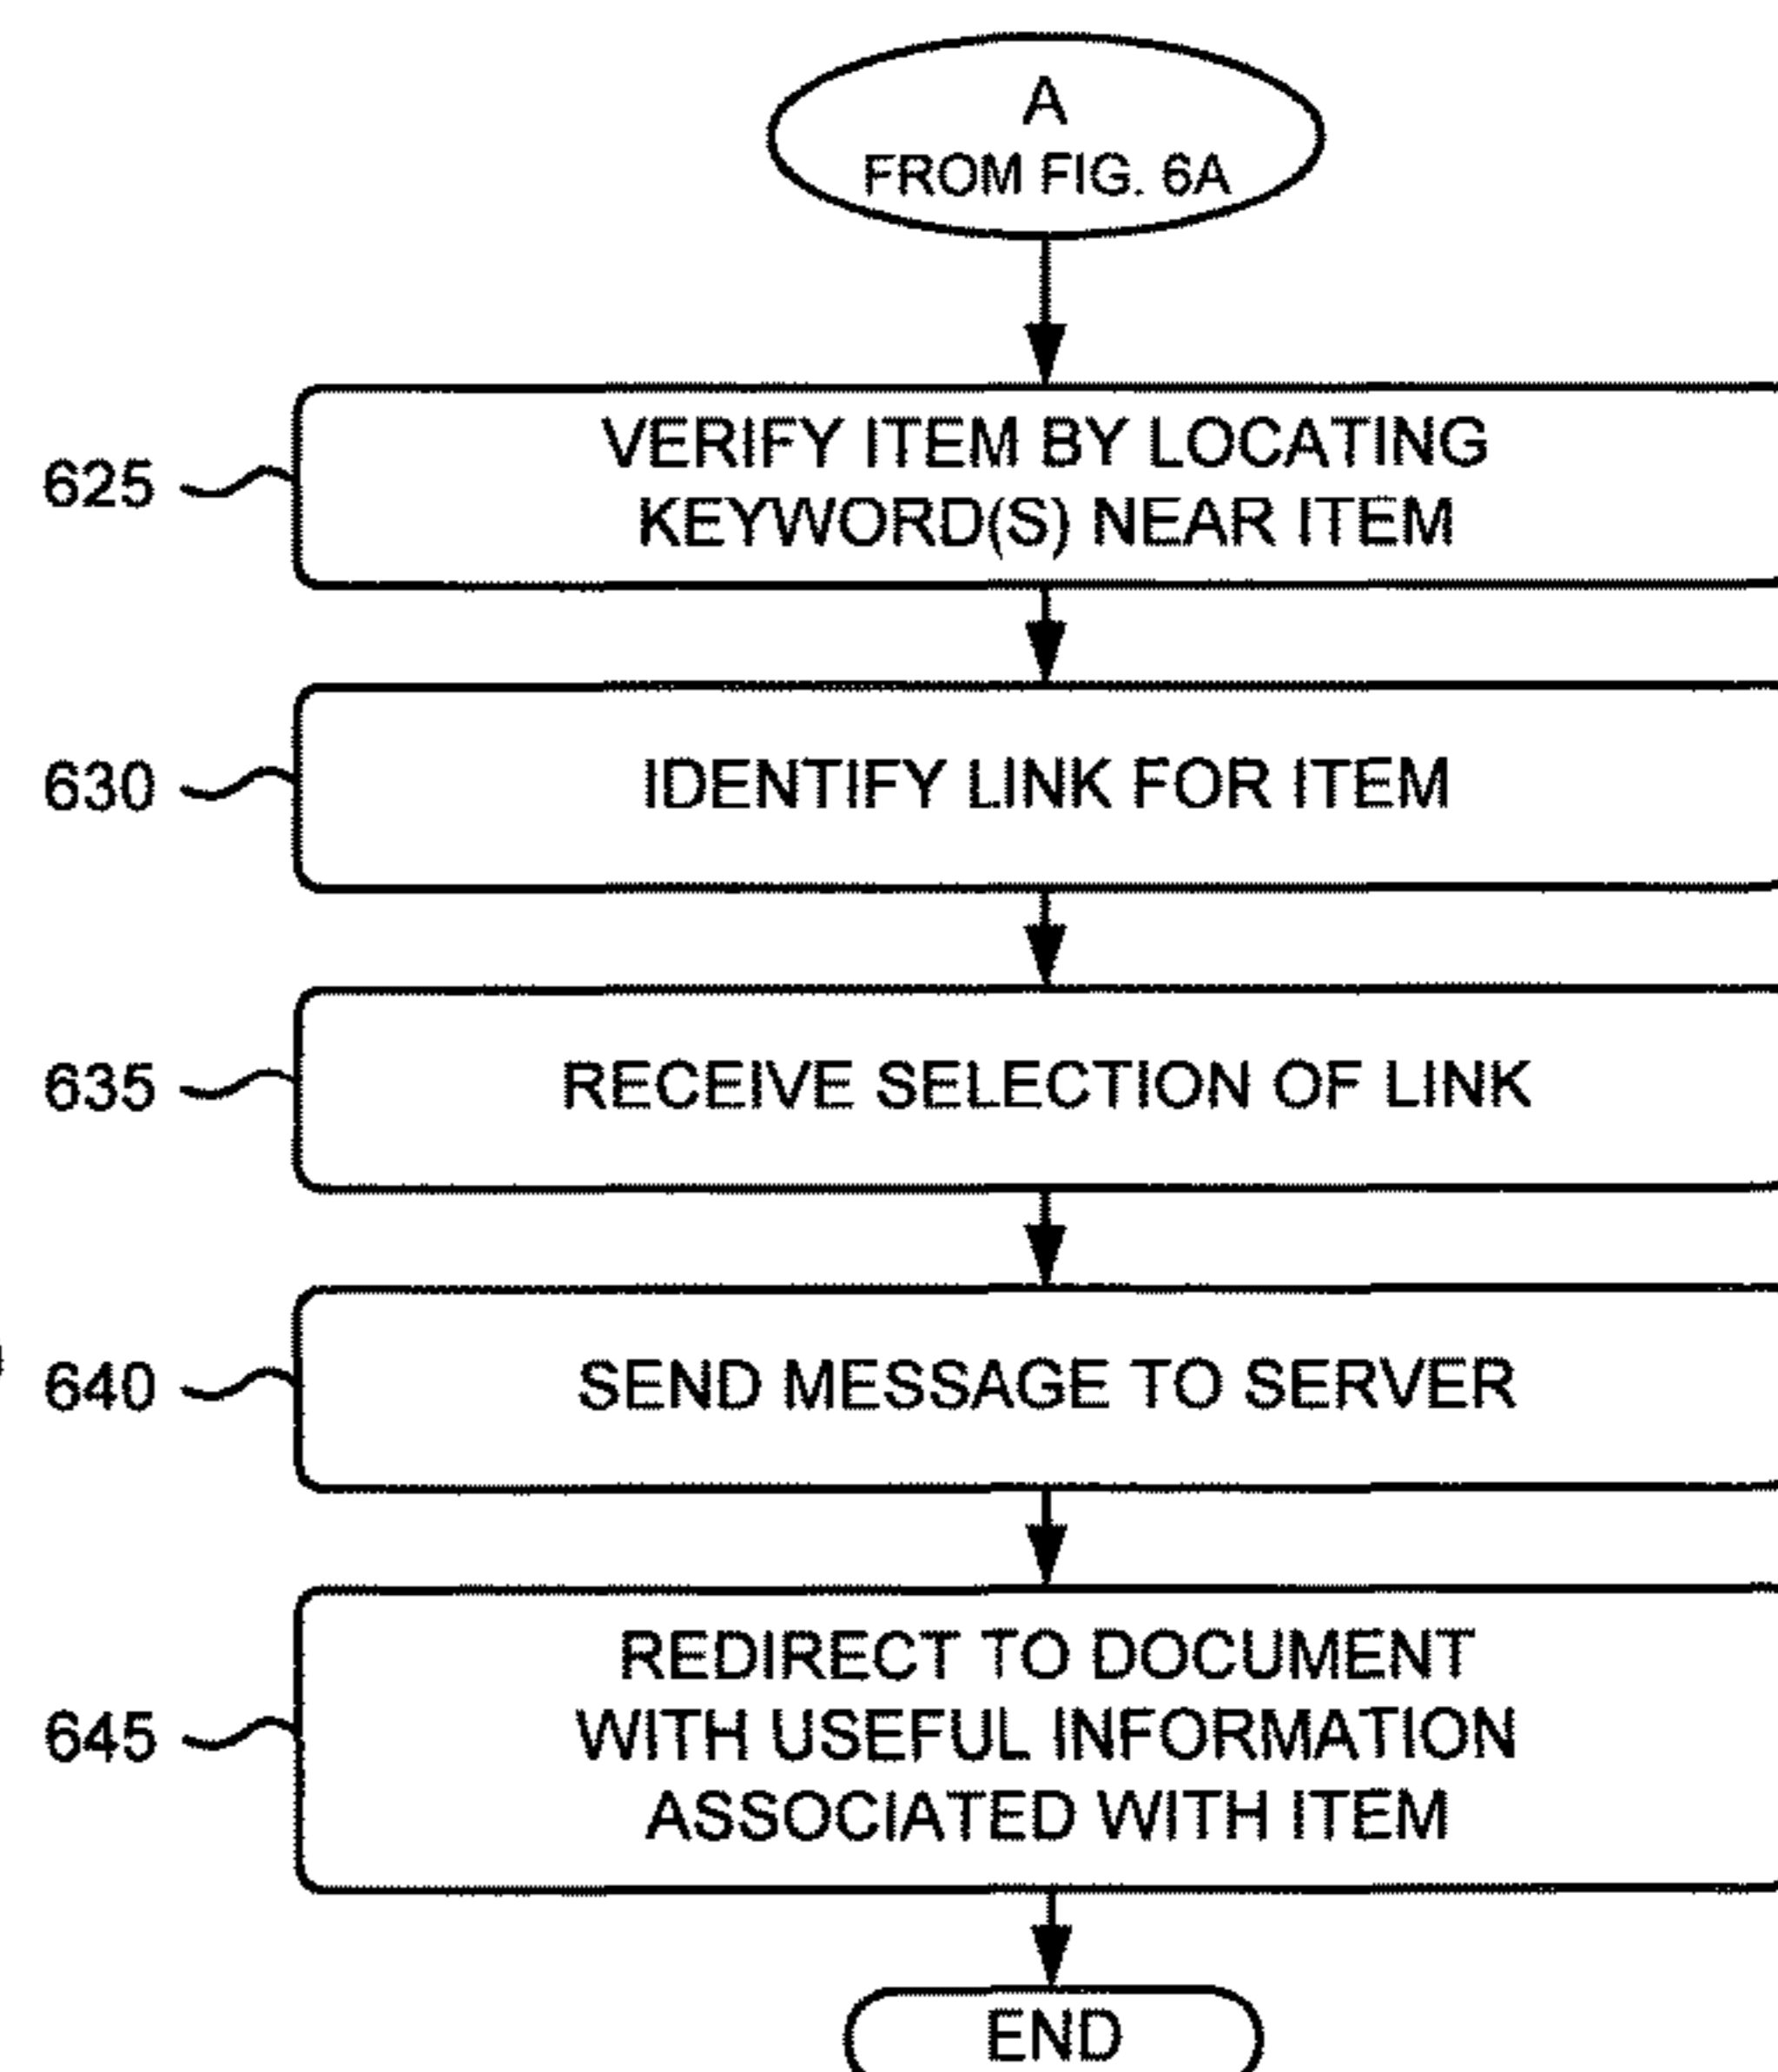 A
FROM FIG. 6A
625
VERIFY ITEM BY LOCATING
KEYWORD(S) NEAR ITEM
630
IDENTIFY LINK FOR ITEM
635
RECEIVE SELECTION OF LINK
640
SEND MESSAGE TO SERVER
645
REDIRECT TO DOCUMENT
WITH USEFUL INFORMATION
ASSOCIATED WITH ITEM
END